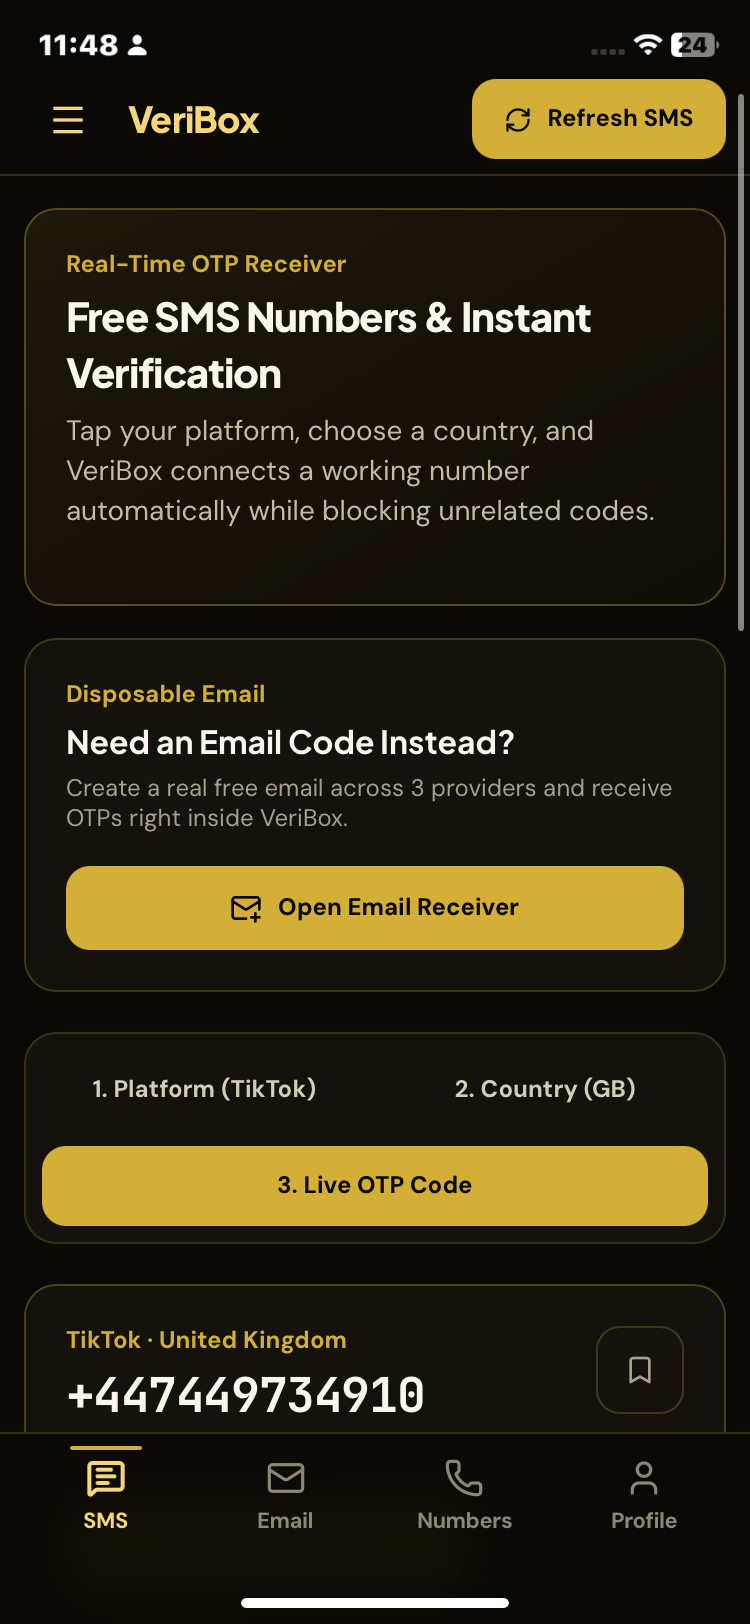 11:48
24
VeriBox
Refresh SMS
Real-Time OTP Receiver
Free SMS Numbers & Instant
Verification
Tap your platform, choose a country, and
VeriBox connects a working number
automatically while blocking unrelated codes.
Disposable Email
Need an Email Code Instead?
Create a real free email across 3 providers and receive
OTPs right inside VeriBox.
Open Email Receiver
1. Platform (TikTok)
2. Country (GB)
3. Live OTP Code
TikTok · United Kingdom
+447449734910
SMS
Email
Numbers
Profile